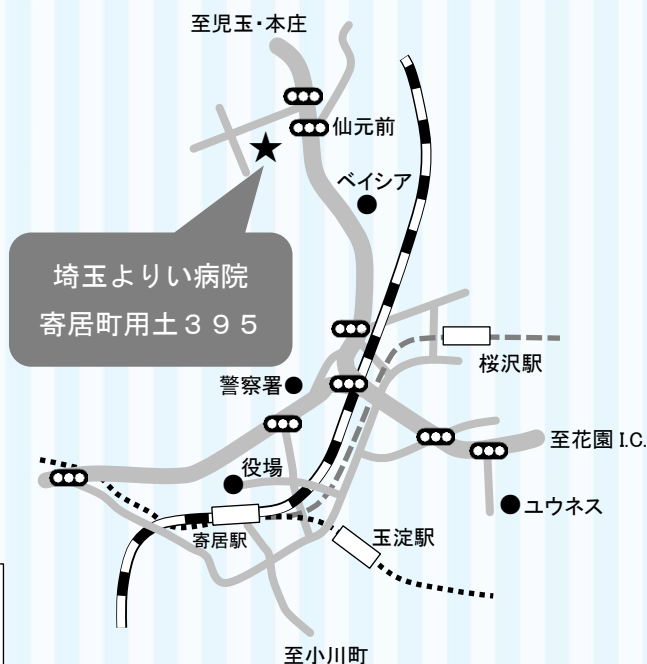 至児玉・本庄
仙元前
ベイシア
埼玉よりい病院
寄居町用土395
桜沢駅
警察署
至花園 I.C.
役場
ユウネス
寄居駅
玉淀駅
至小川町